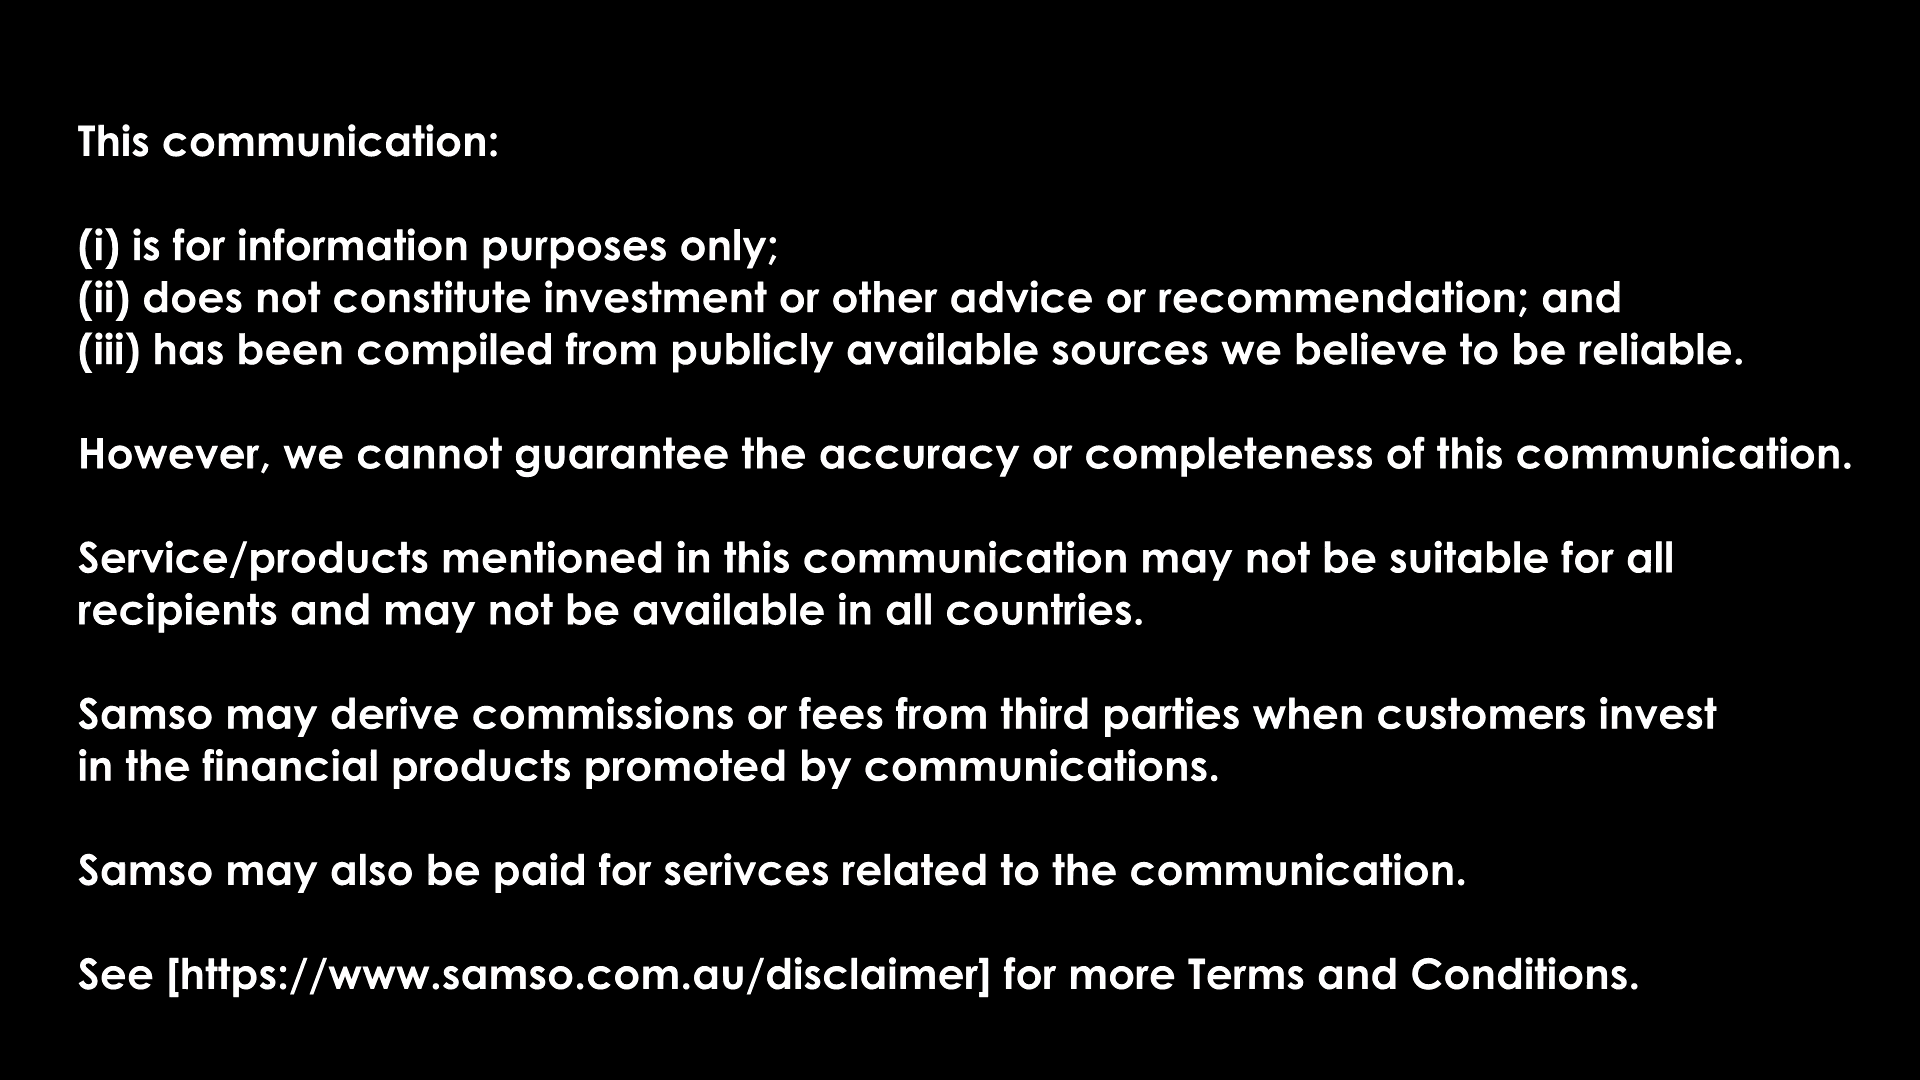 This communication:
(i) is for information purposes only;
(ii) does not constitute investment or other advice or recommendation; and
(iii) has been compiled from publicly available sources we believe to be reliable.
However, we cannot guarantee the accuracy or completeness of this communication.
Service/products mentioned in this communication may not be suitable for all
recipients and may not be available in all countries.
Samso may derive commissions or fees from third parties when customers invest
in the financial products promoted by communications.
Samso may also be paid for serivces related to the communication.
See [https://www.samso.com.au/disclaimer] for more Terms and Conditions.